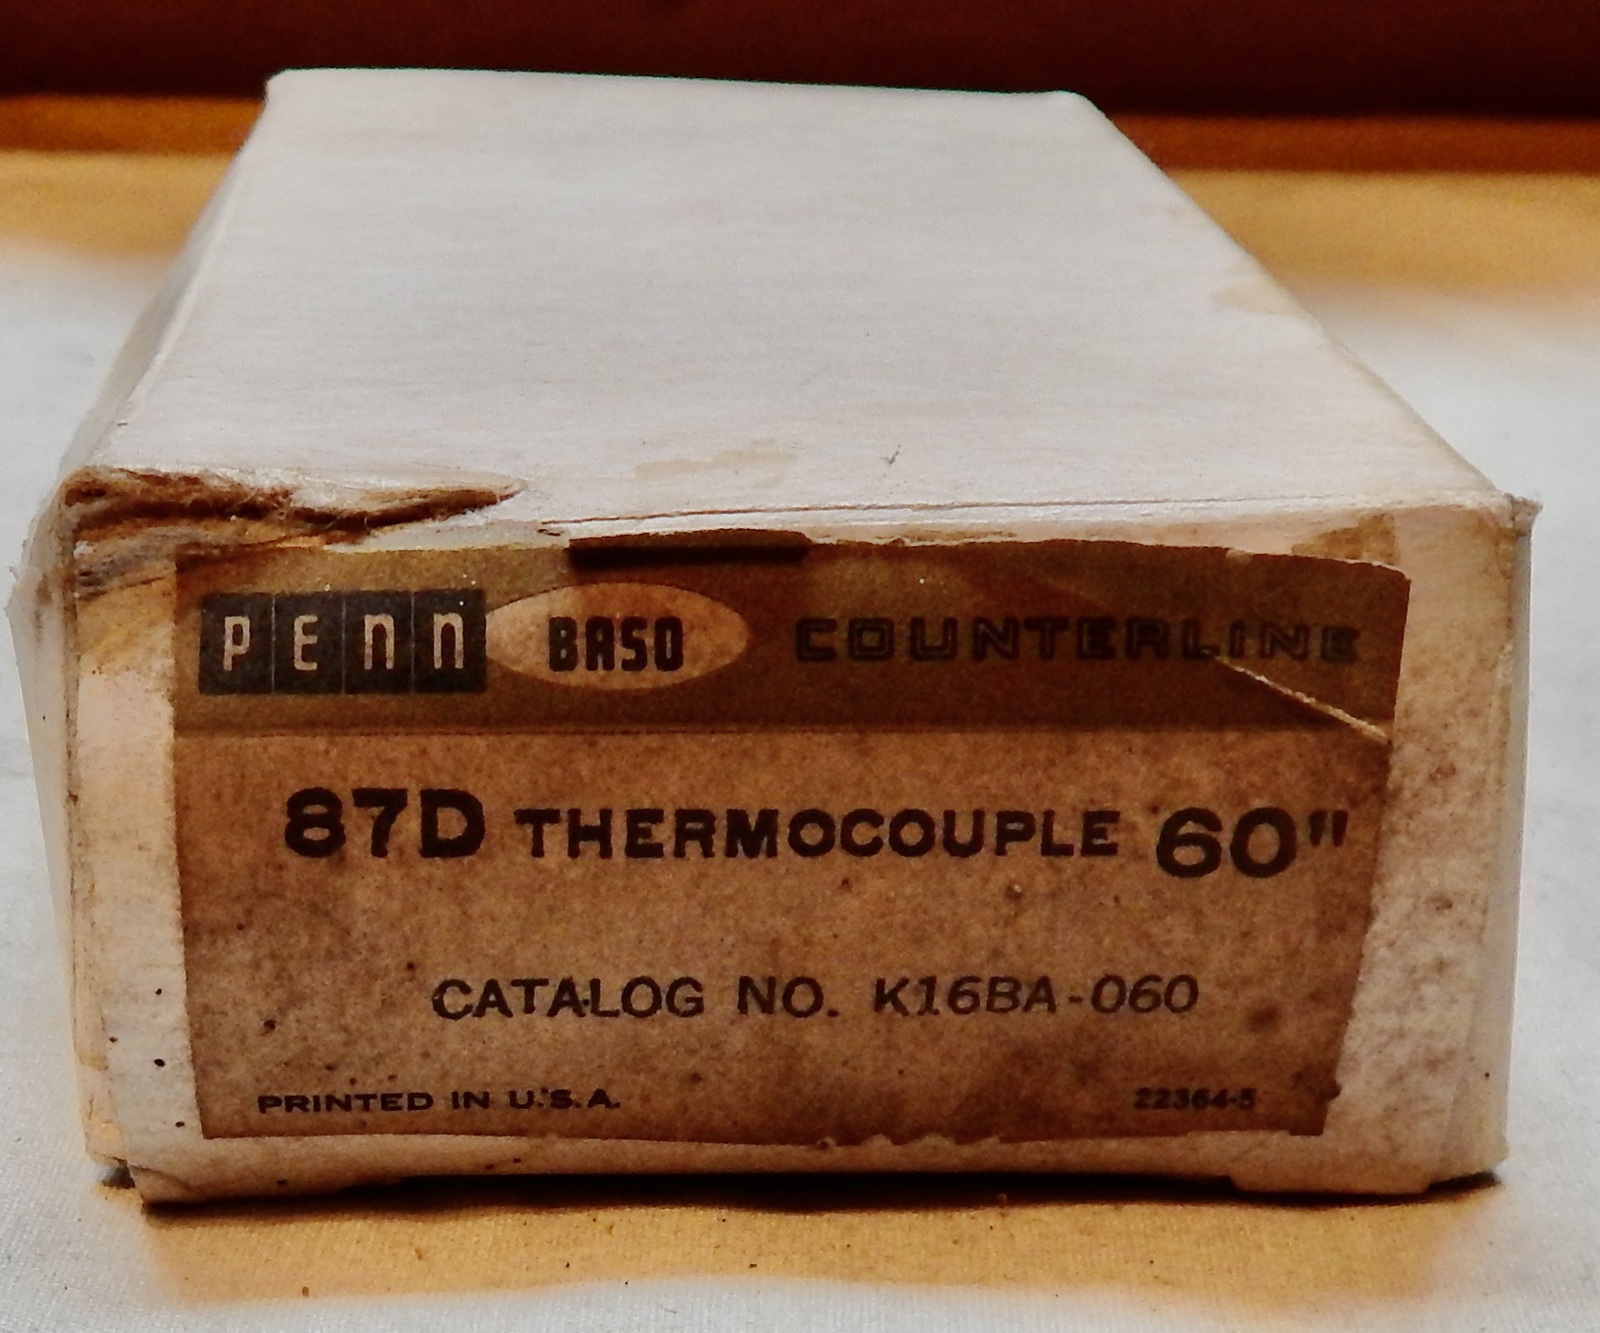 PENN BASO COUNTERLINE
87D THERMOCOUPLE 60"
CATALOG NO. K16BA-060
PRINTED IN U.S.A. 22364-5